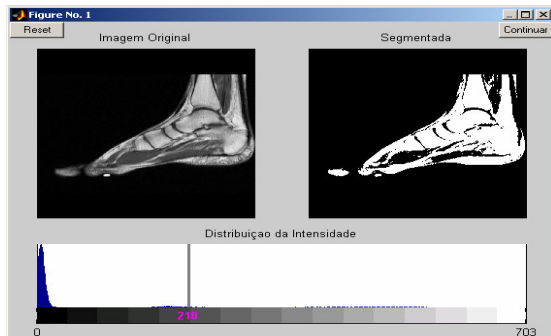 Figure No. 1
Reset
Continuar
Imagem Original
Segmentada
Distribuiçao da Intensidade
218
0
703